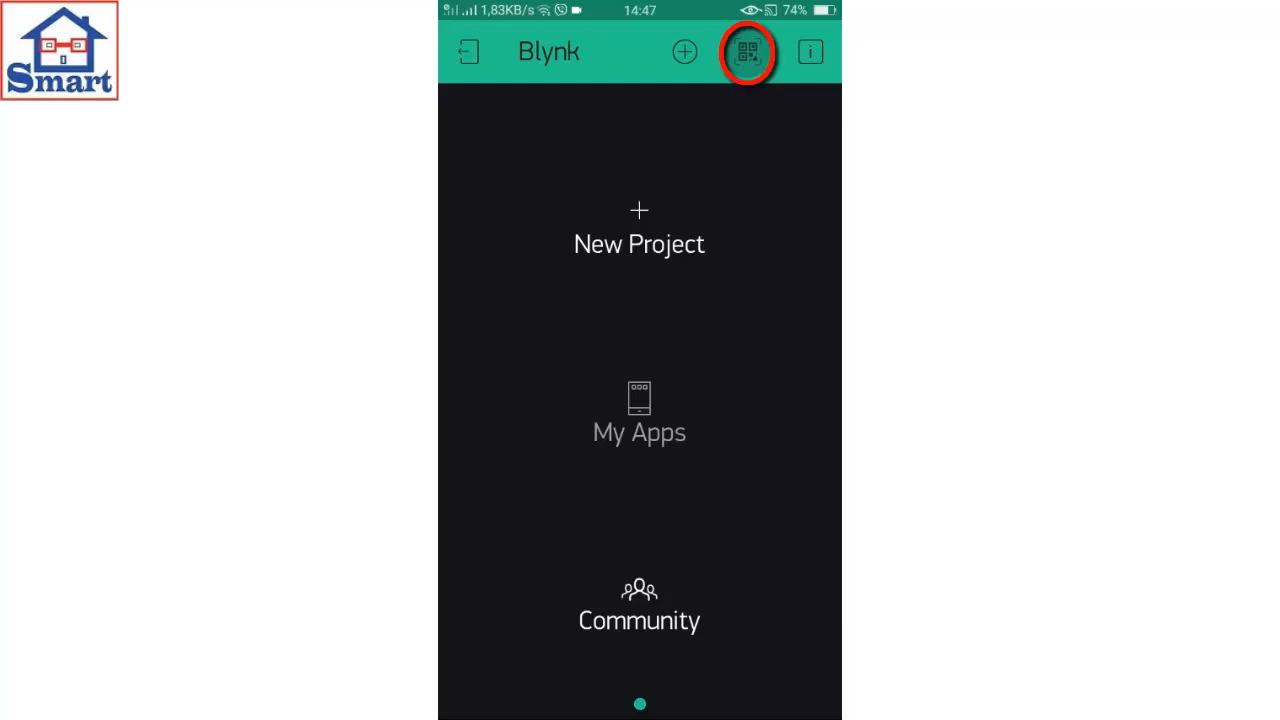 Smart
1,83KB/s
14:47
74%
Blynk
i
New Project
My Apps
Community